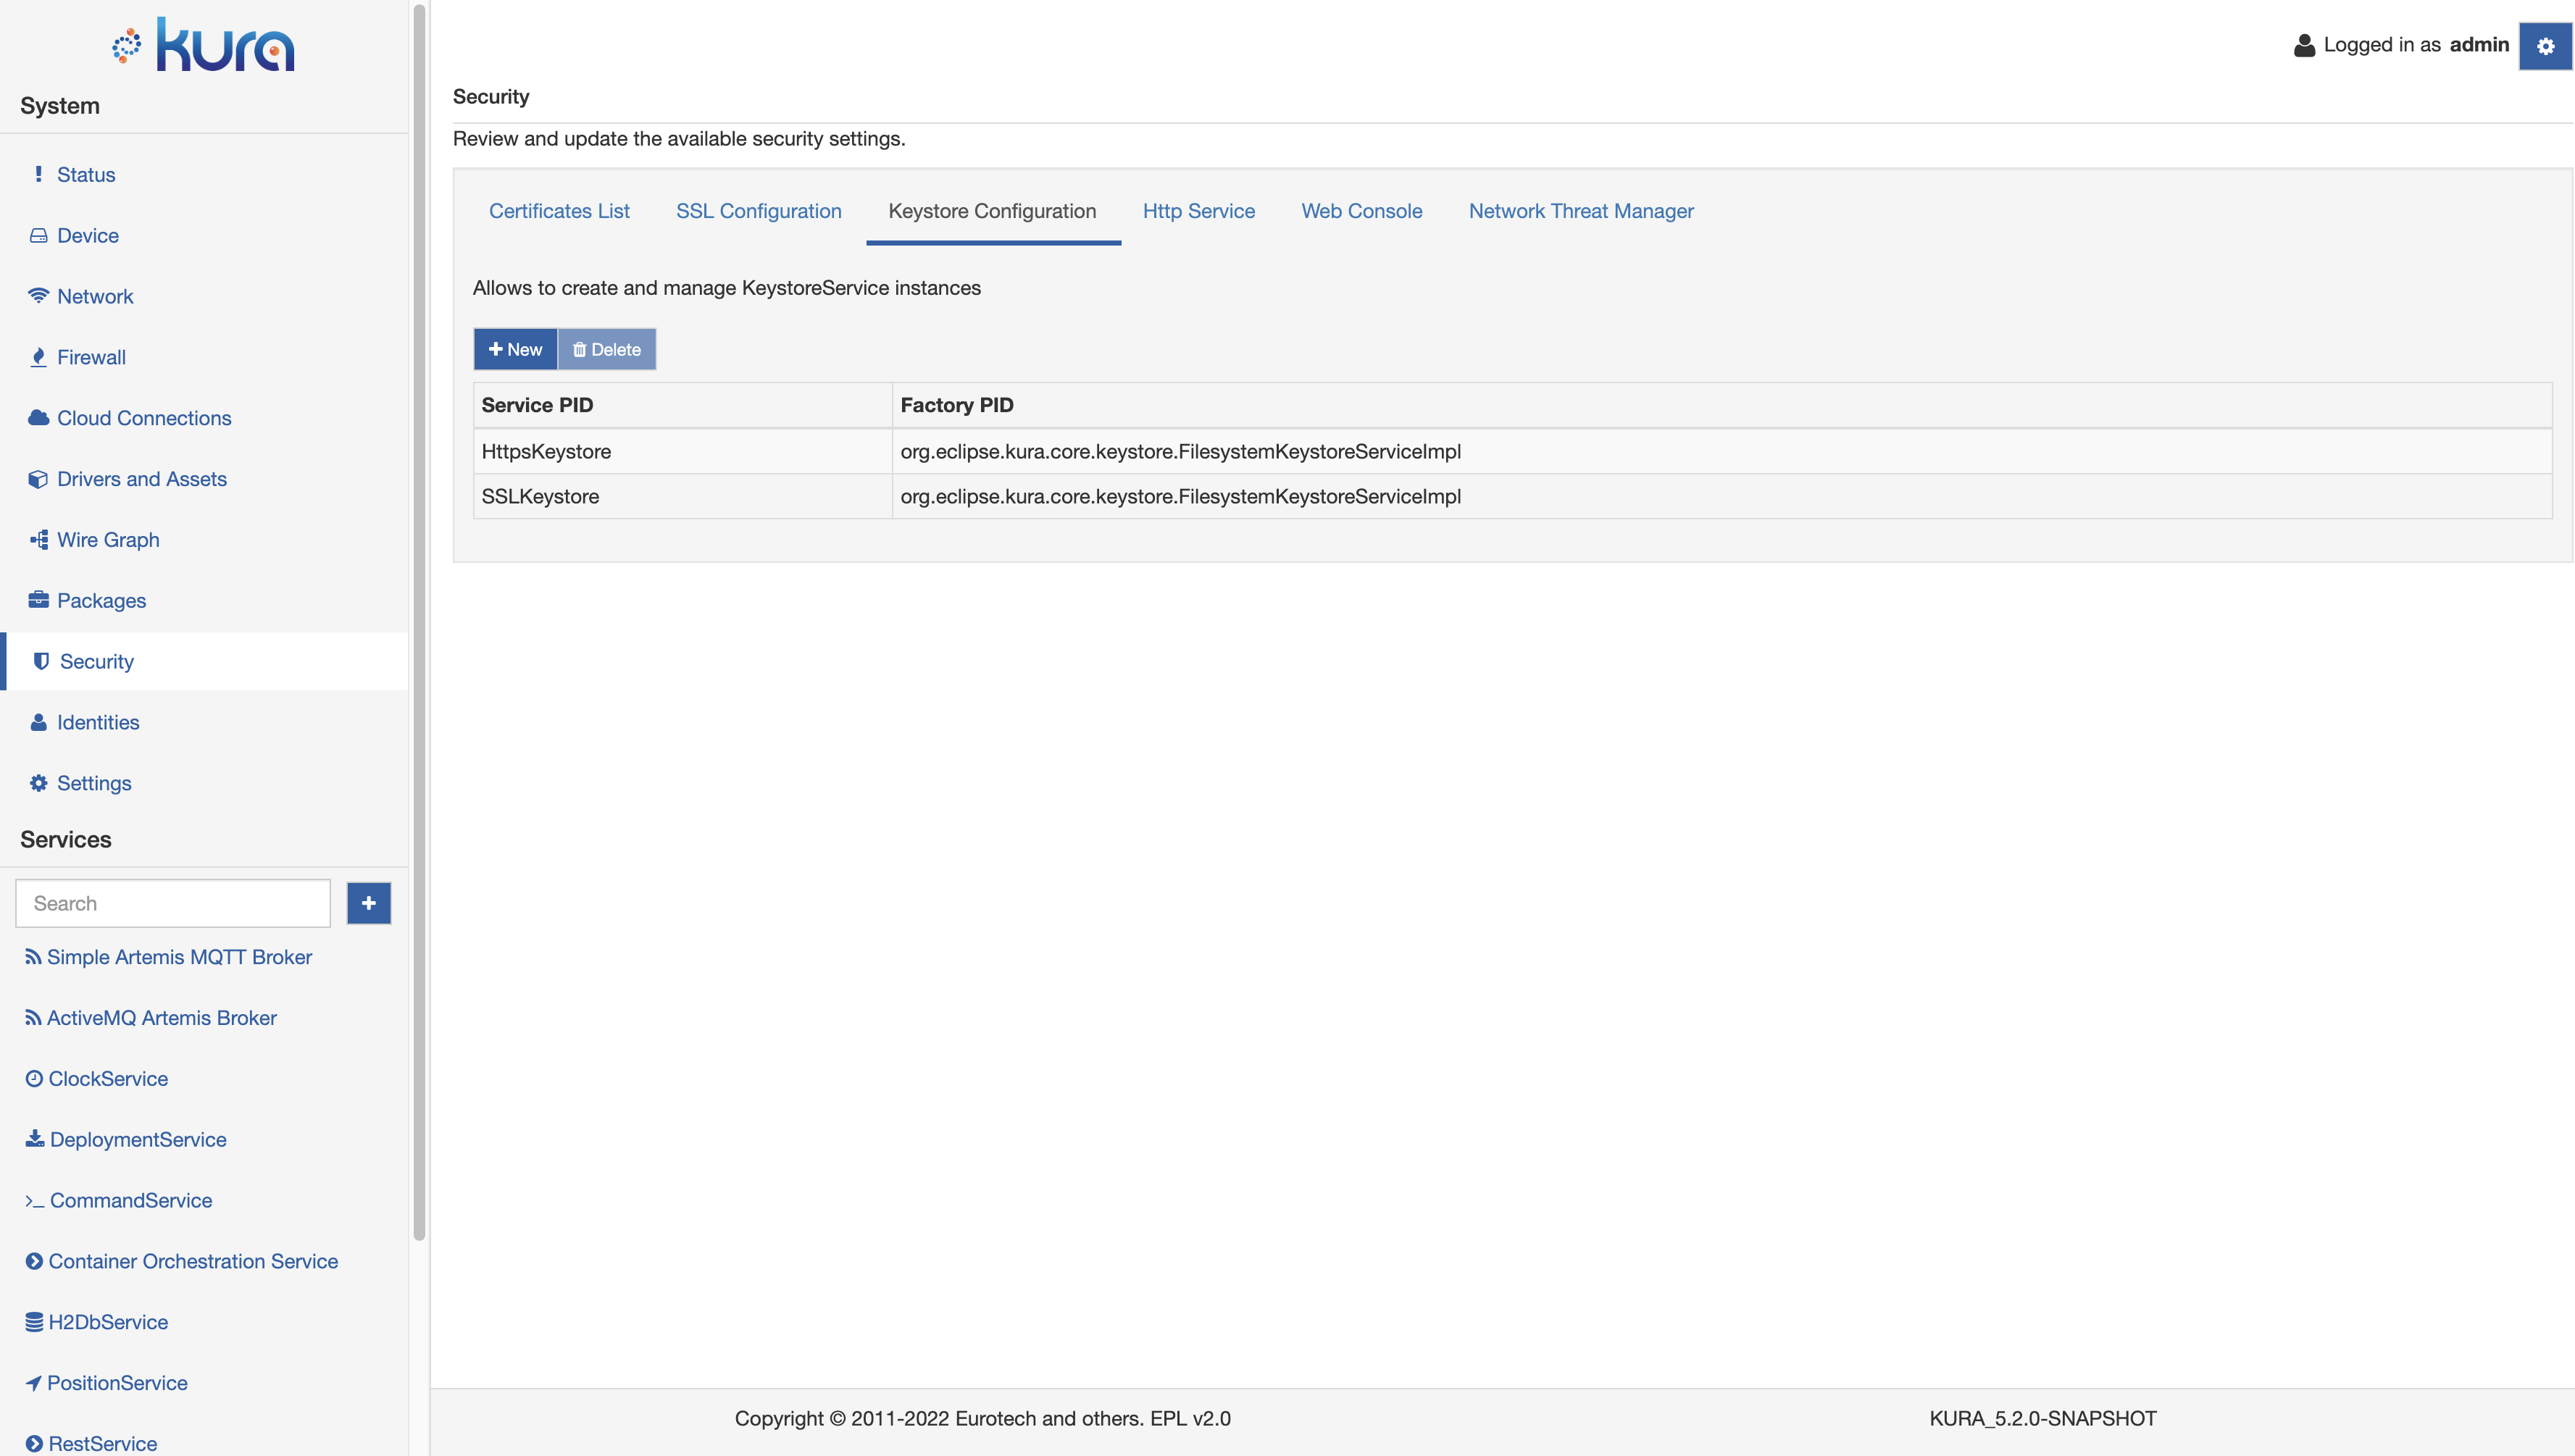 kura
System
Status
Device
Network
Firewall
Cloud Connections
Drivers and Assets
Wire Graph
Packages
Security
Identities
Settings
Services
Search
Simple Artemis MQTT Broker
ActiveMQ Artemis Broker
ClockService
DeploymentService
CommandService
Container Orchestration Service
H2DbService
PositionService
RestService
Logged in as admin
Security
Review and update the available security settings.
Certificates List SSL Configuration Keystore Configuration Http Service Web Console Network Threat Manager
Allows to create and manage KeystoreService instances
New Delete
Service PID Factory PID
HttpsKeystore org.eclipse.kura.core.keystore.FilesystemKeystoreServiceImpl
SSLKeystore org.eclipse.kura.core.keystore.FilesystemKeystoreServiceImpl
Copyright © 2011-2022 Eurotech and others. EPL v2.0 KURA_5.2.0-SNAPSHOT